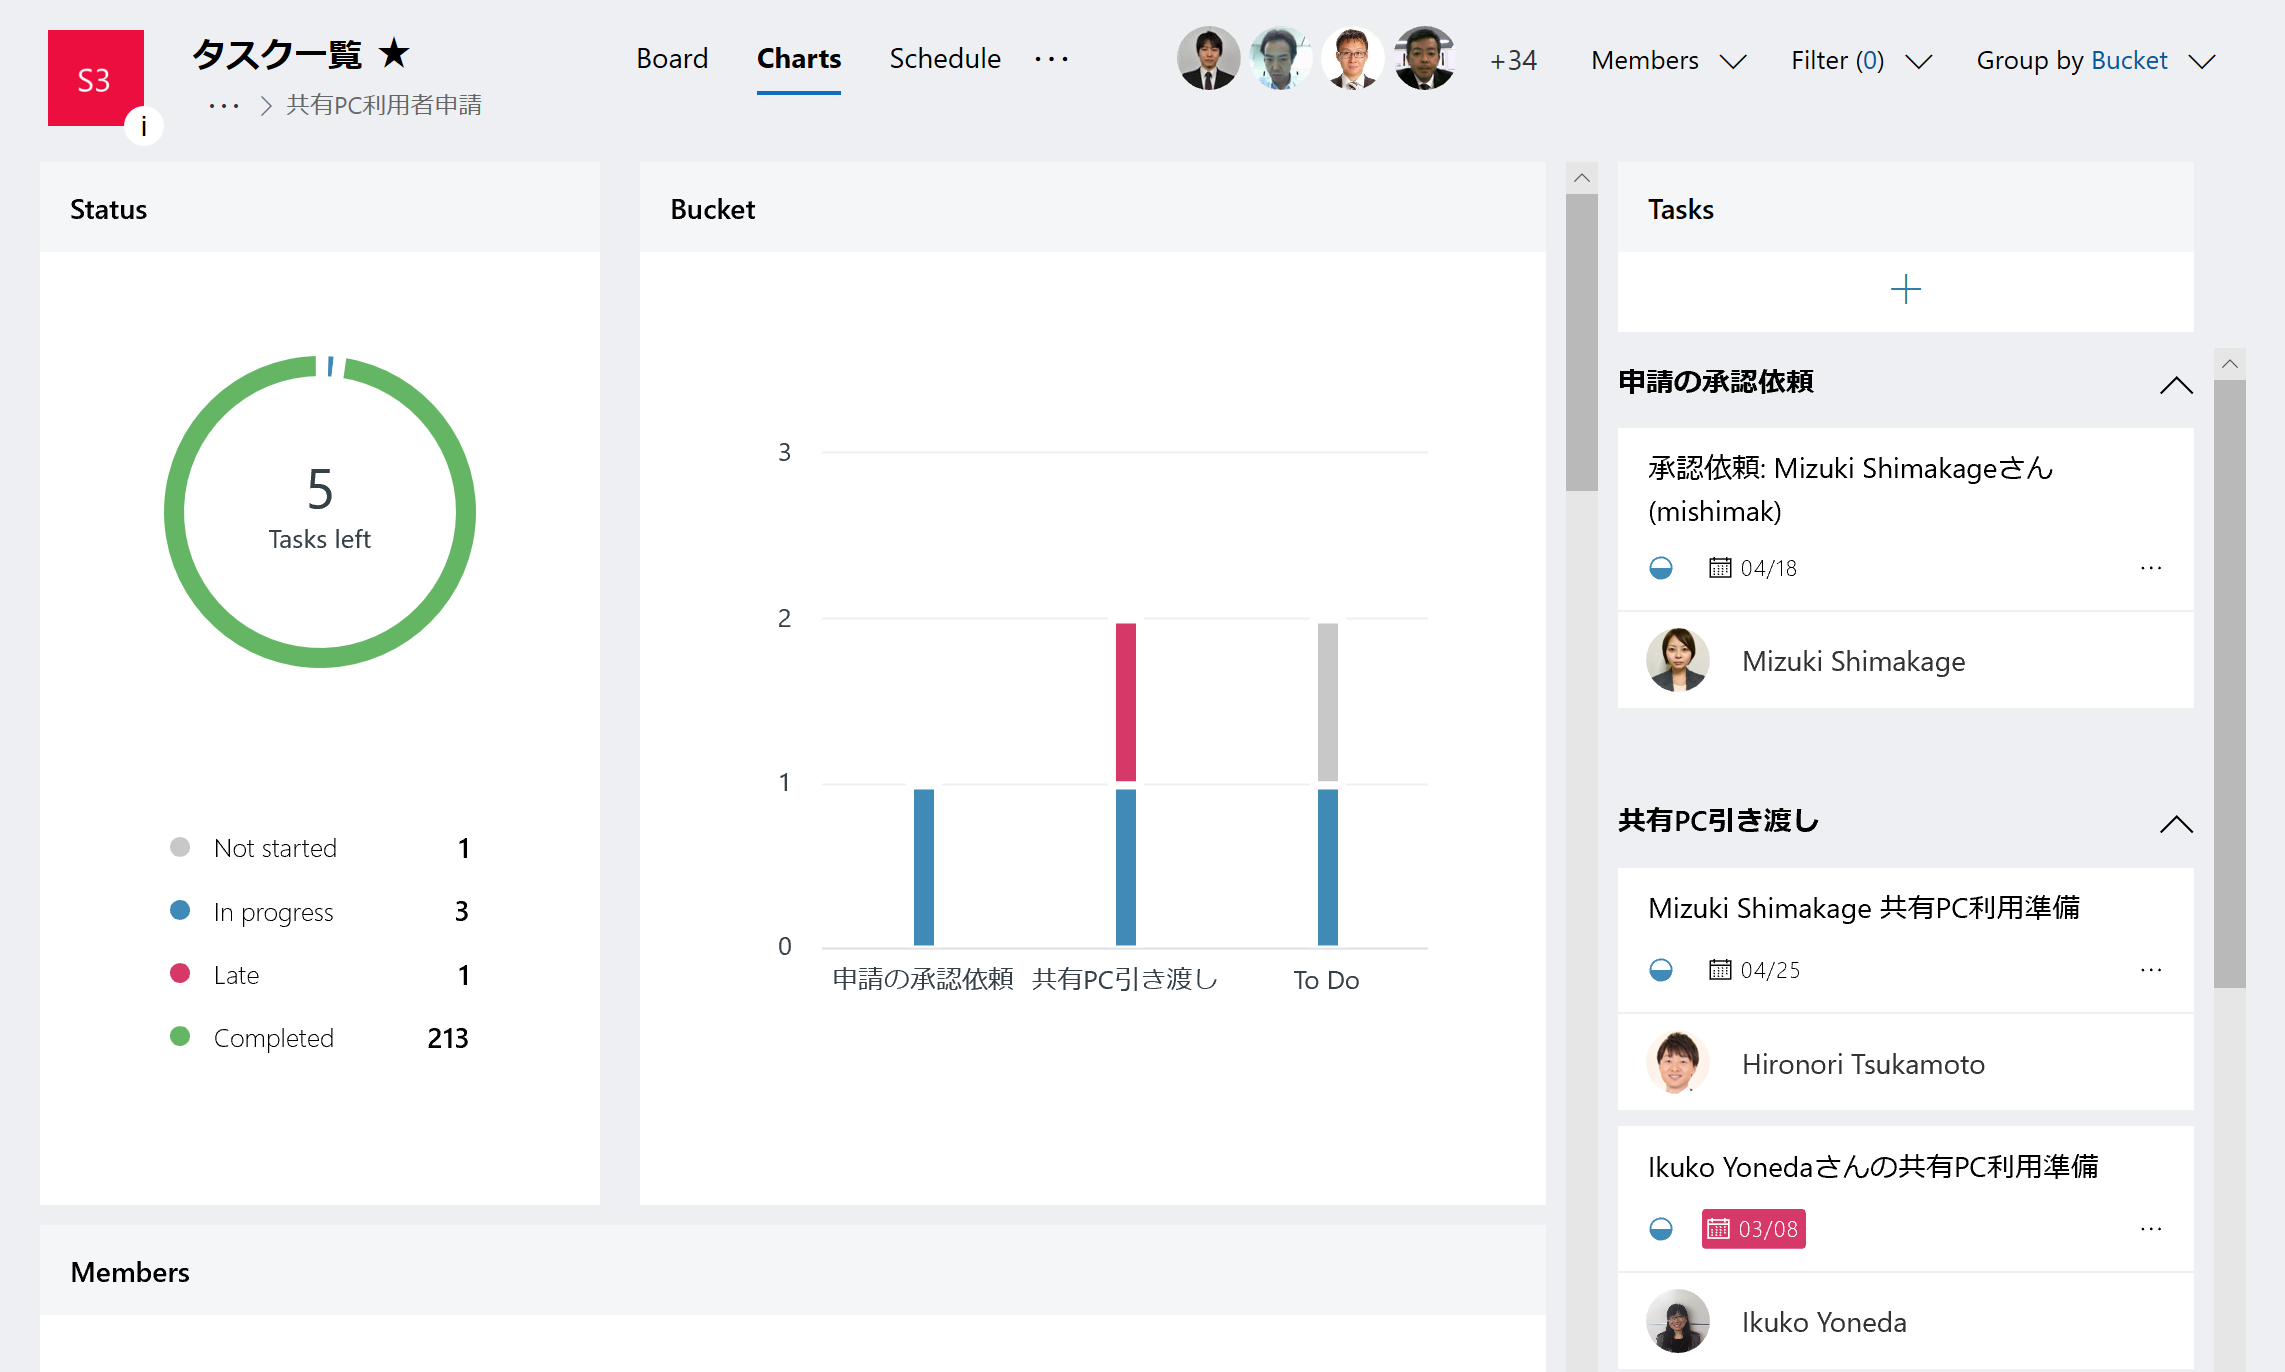 S3
i
タスク一覧 ★
··· > 共有PC利用者申請
Board
Charts
Schedule
···
+34
Members
Filter (0)
Group by Bucket
Status
5
Tasks left
Not started 1
In progress 3
Late 1
Completed 213
Bucket
3
2
1
0
申請の承認依頼
共有PC引き渡し
To Do
Members
Tasks
+
申請の承認依頼
承認依頼: Mizuki Shimakageさん
(mishimak)
04/18
···
Mizuki Shimakage
共有PC引き渡し
Mizuki Shimakage 共有PC利用準備
04/25
···
Hironori Tsukamoto
Ikuko Yonedaさんの共有PC利用準備
03/08
···
Ikuko Yoneda